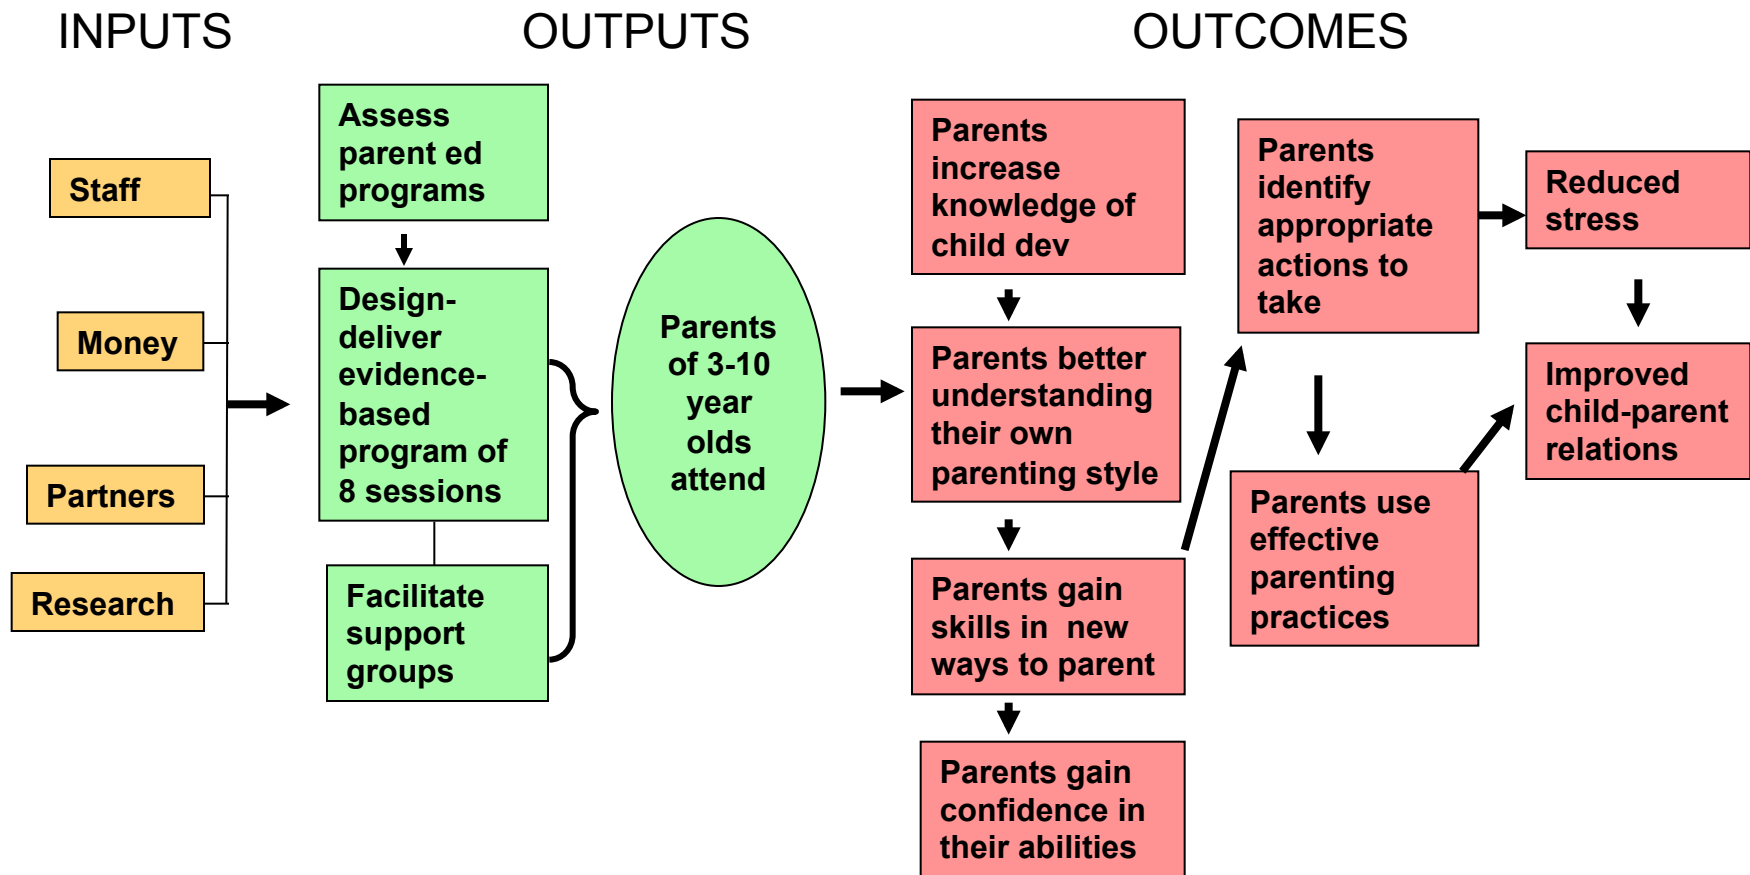 INPUTS
OUTPUTS
OUTCOMES
Staff
Money
Partners
Research
Assess
parent ed
programs
Design-
deliver
evidence-
based
program of
8 sessions
Facilitate
support
groups
Parents
of 3-10
year
olds
attend
Parents
increase
knowledge of
child dev
Parents better
understanding
their own
parenting style
Parents gain
skills in  new
ways to parent
Parents gain
confidence in
their abilities
Parents
identify
appropriate
actions to
take
Parents use
effective
parenting
practices
Reduced
stress
Improved
child-parent
relations